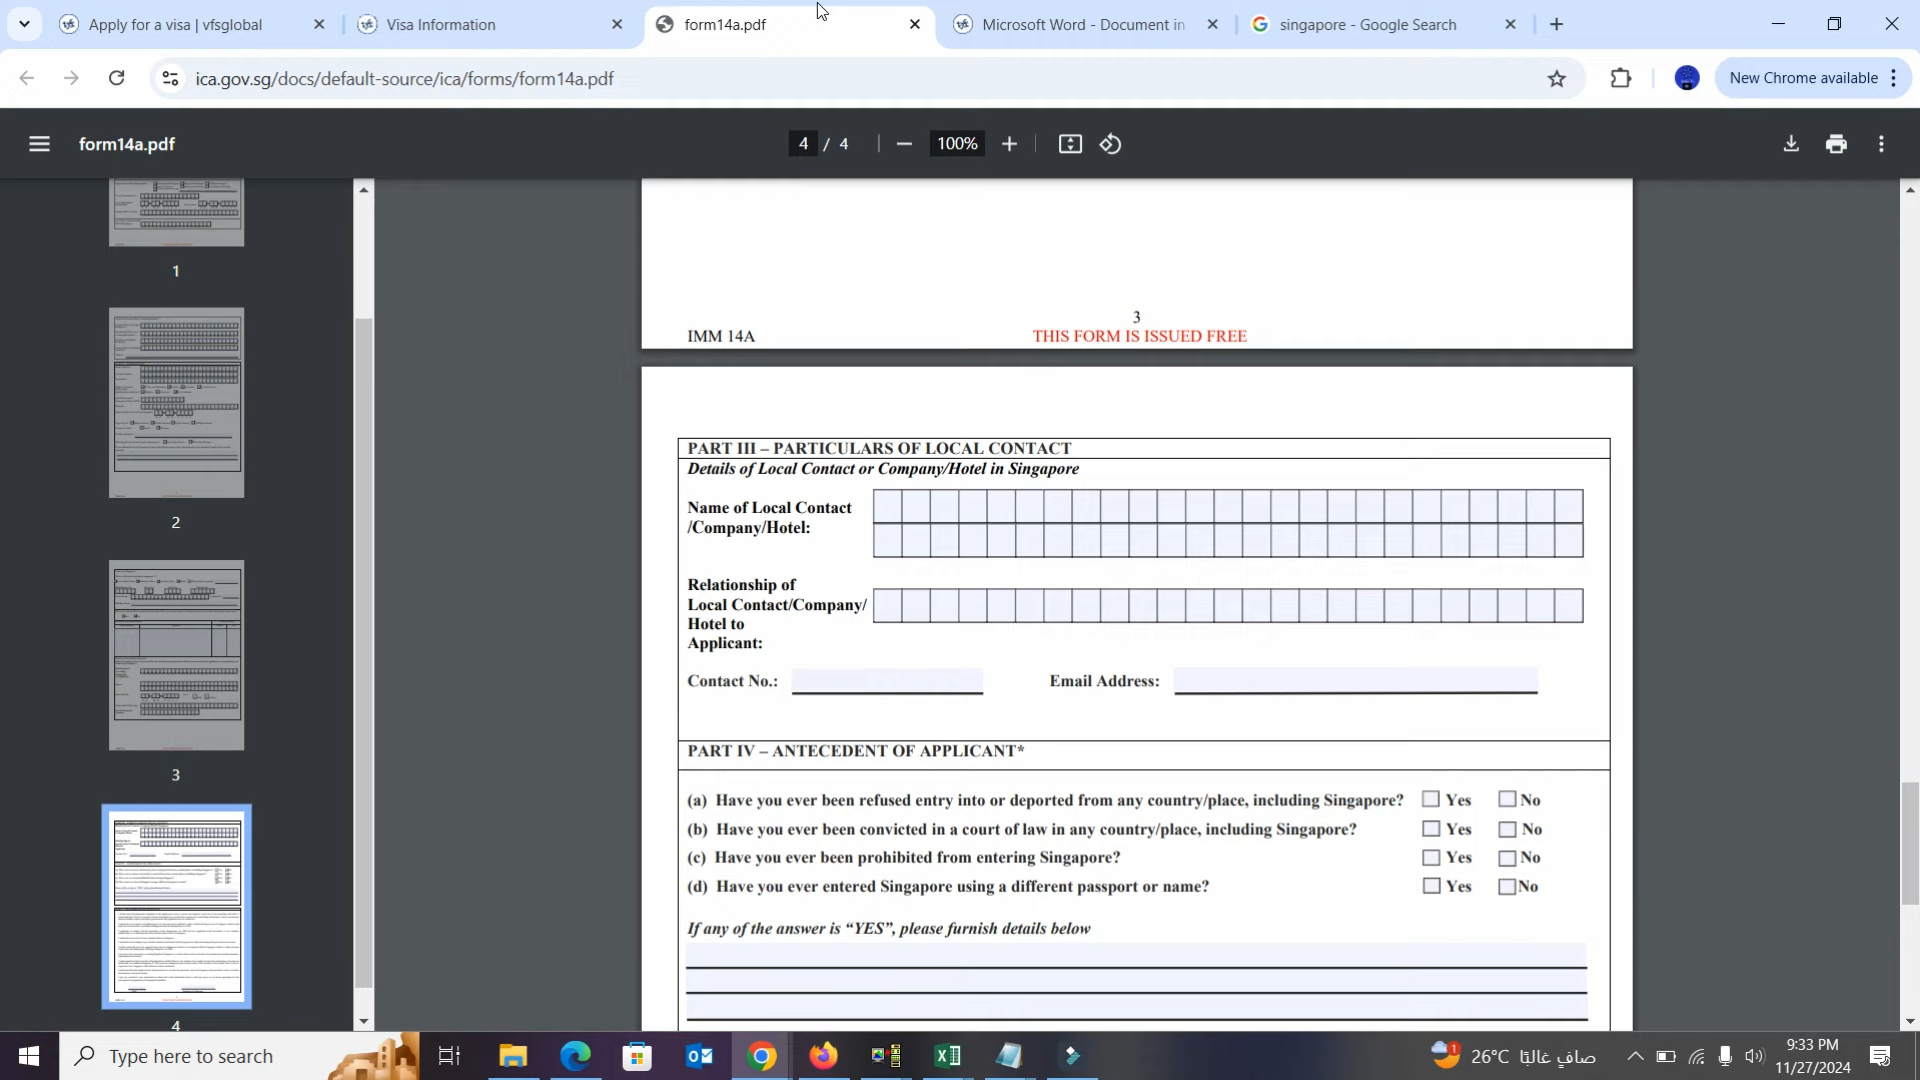 Apply for a visa | vfsglobal
Visa Information
form14a.pdf
Microsoft Word - Document in
singapore - Google Search
ica.gov.sg/docs/default-source/ica/forms/form14a.pdf
New Chrome available
form14a.pdf
4 / 4
100%
1
2
3
4
3
IMM 14A
THIS FORM IS ISSUED FREE
PART III – PARTICULARS OF LOCAL CONTACT
Details of Local Contact or Company/Hotel in Singapore
Name of Local Contact
/Company/Hotel:
Relationship of
Local Contact/Company/
Hotel to
Applicant:
Contact No.:
Email Address:
PART IV – ANTECEDENT OF APPLICANT*
(a) Have you ever been refused entry into or deported from any country/place, including Singapore? Yes No
(b) Have you ever been convicted in a court of law in any country/place, including Singapore? Yes No
(c) Have you ever been prohibited from entering Singapore? Yes No
(d) Have you ever entered Singapore using a different passport or name? Yes No
If any of the answer is “YES”, please furnish details below
Type here to search
1
26°C صافٍ غالبًا
9:33 PM
11/27/2024